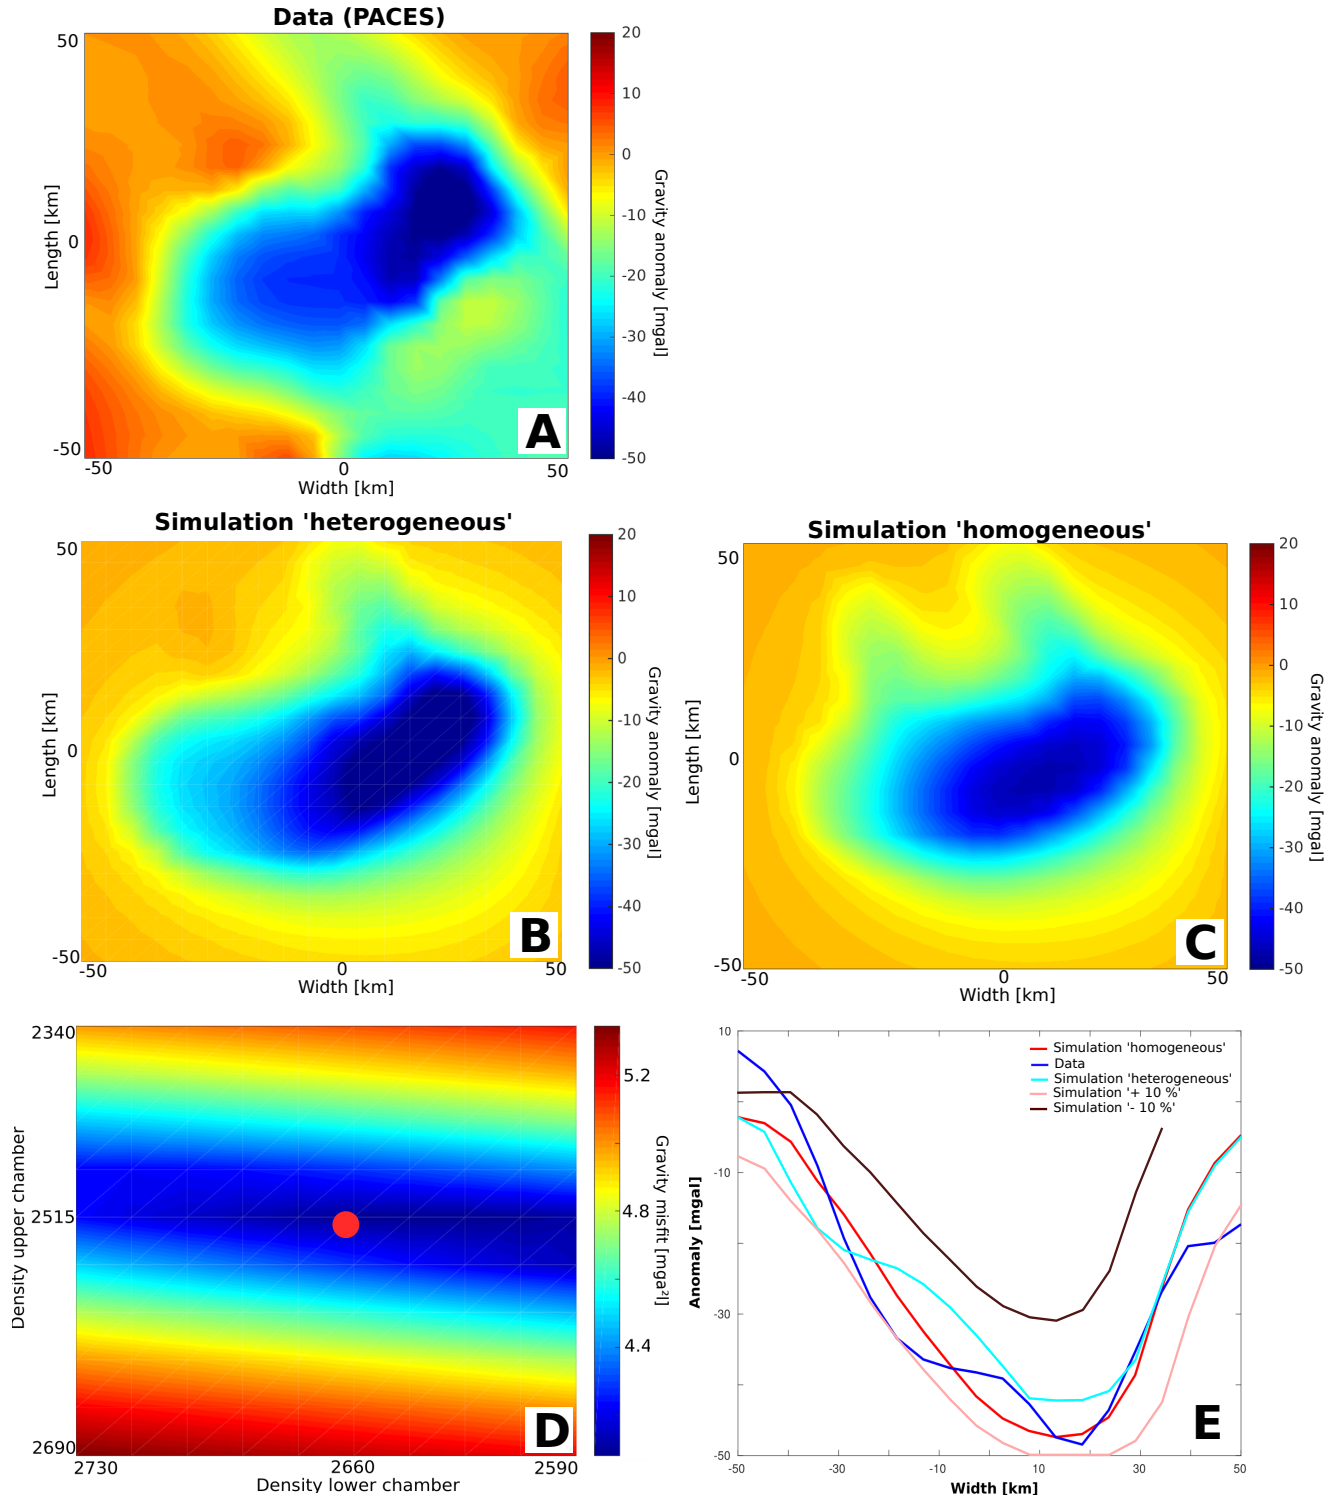 Data (PACES)
50
0
-50
Length [km]
-50
0
50
Width [km]
20
10
0
-10
-20
-30
-40
-50
Gravity anomaly [mgal]
A
Simulation 'heterogeneous'
50
0
-50
Length [km]
-50
0
50
Width [km]
20
10
0
-10
-20
-30
-40
-50
Gravity anomaly [mgal]
B
Simulation 'homogeneous'
50
0
-50
Length [km]
-50
0
50
Width [km]
20
10
0
-10
-20
-30
-40
-50
Gravity anomaly [mgal]
C
2340
2515
2690
Density upper chamber
2730
2660
2590
Density lower chamber
5.2
4.8
4.4
Gravity misfit [mga²l]
D
10
-10
-30
-50
Anomaly [mgal]
-50
-30
-10
10
30
50
Width [km]
Simulation 'homogeneous'
Data
Simulation 'heterogeneous'
Simulation '+ 10 %'
Simulation '- 10 %'
E